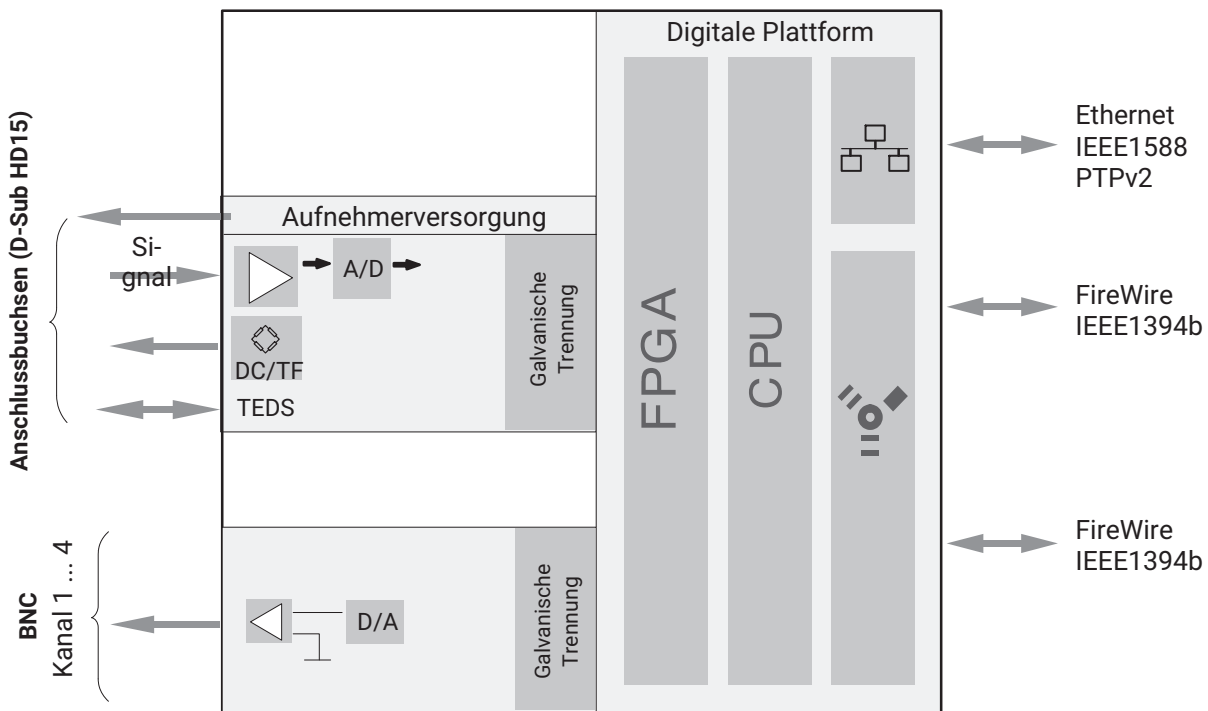 Digitale Plattform
Anschlussbuchsen (D-Sub HD15)
Aufnehmerversorgung
Si-
gnal
A/D
DC/TF
TEDS
Galvanische
Trennung
FPGA
CPU
Ethernet
IEEE1588
PTPv2
FireWire
IEEE1394b
FireWire
IEEE1394b
BNC
Kanal 1 ... 4
D/A
Galvanische
Trennung